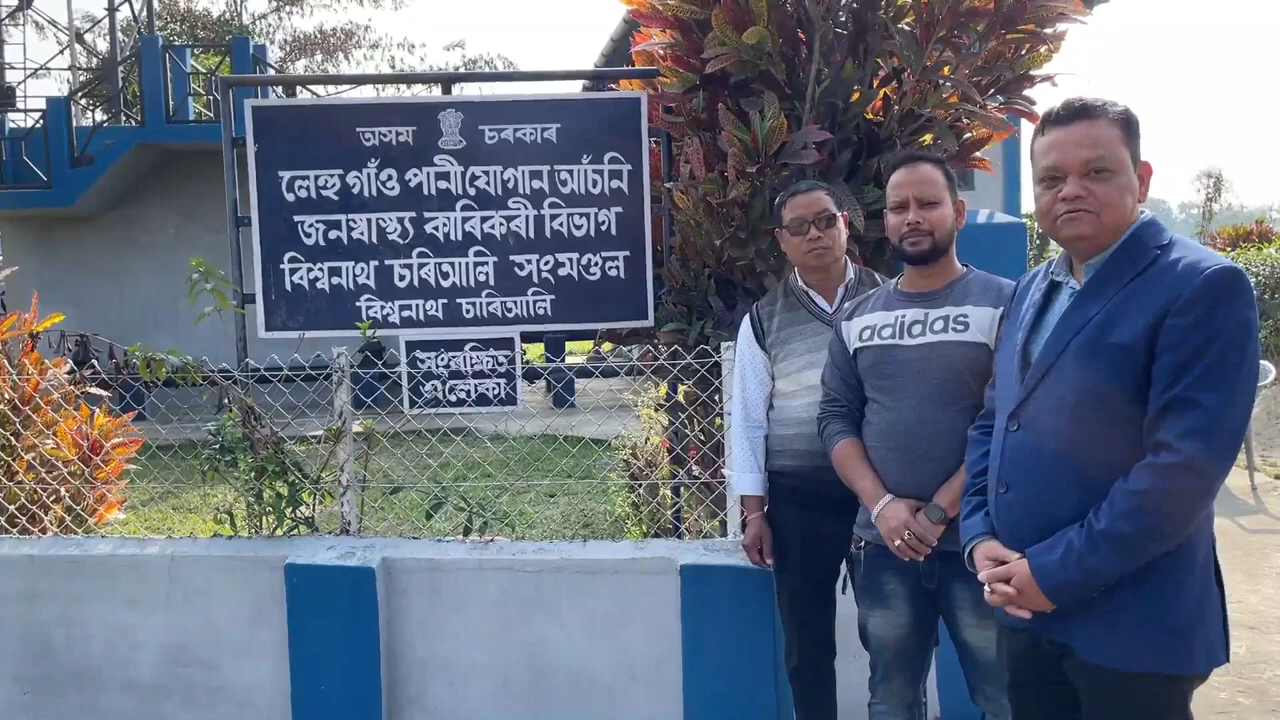 অসম চৰকাৰ
লেহু গাঁও পানীযোগান আঁচনি
জনস্বাস্থ্য কাৰিকৰী বিভাগ
বিশ্বনাথ চৰিআলি সংমণ্ডল
বিশ্বনাথ চাৰিআলি
সংৰক্ষিত
এলেকা
adidas